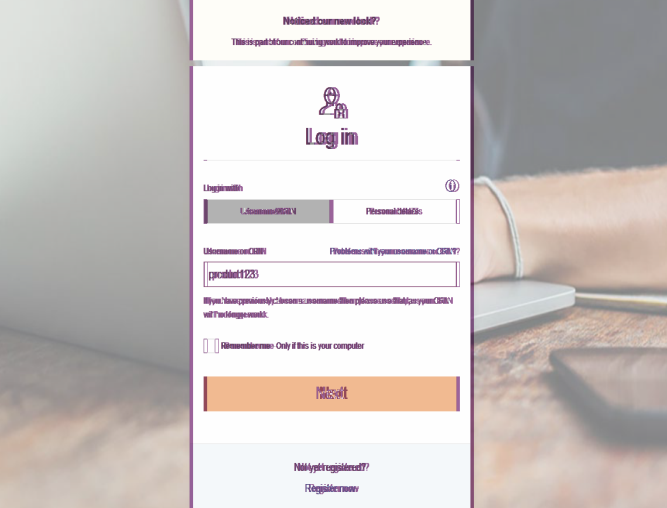 Noticed our new look?
This is part of our ongoing work to improve your experience.
Log in
Log in with
Username/CRN
Personal details
Username or CRN
Problems with your username or CRN?
product123
If you have previously chosen a username then please use that, as your CRN
will no longer work.
Remember me Only if this is your computer
Next
Not yet registered?
Register now